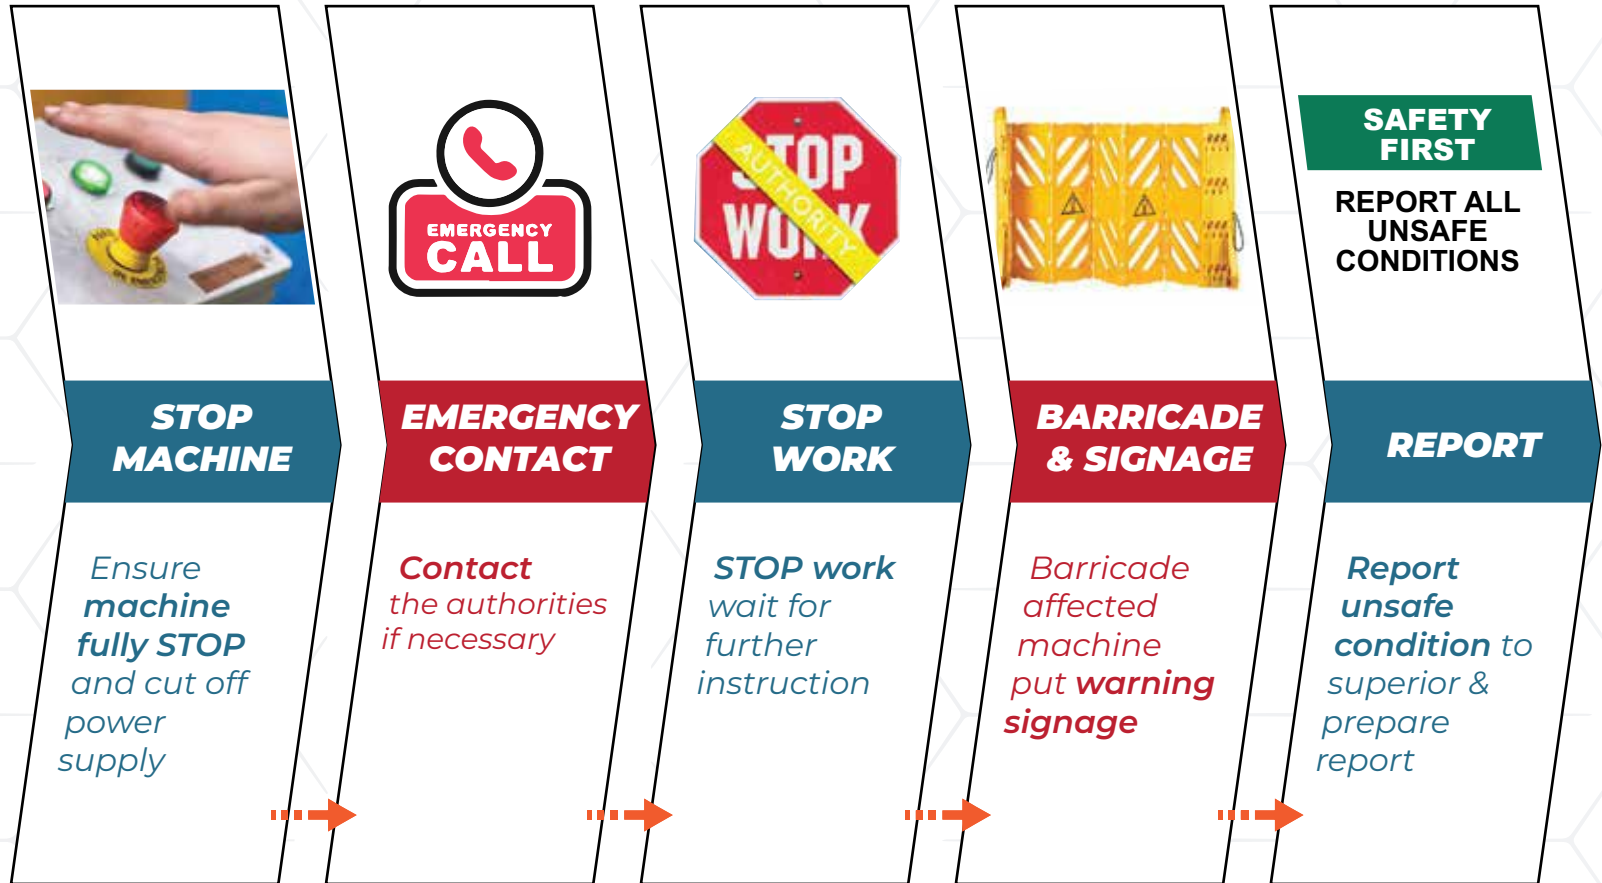 EMERGENCY
CALL
STOP
WORK
AUTHORITY
SAFETY
FIRST
REPORT ALL
UNSAFE
CONDITIONS
STOP
MACHINE
EMERGENCY
CONTACT
STOP
WORK
BARRICADE
& SIGNAGE
REPORT
Ensure
machine
fully STOP
and cut off
power
supply
Contact
the authorities
if necessary
STOP work
wait for
further
instruction
Barricade
affected
machine
put warning
signage
Report
unsafe
condition to
superior &
prepare
report